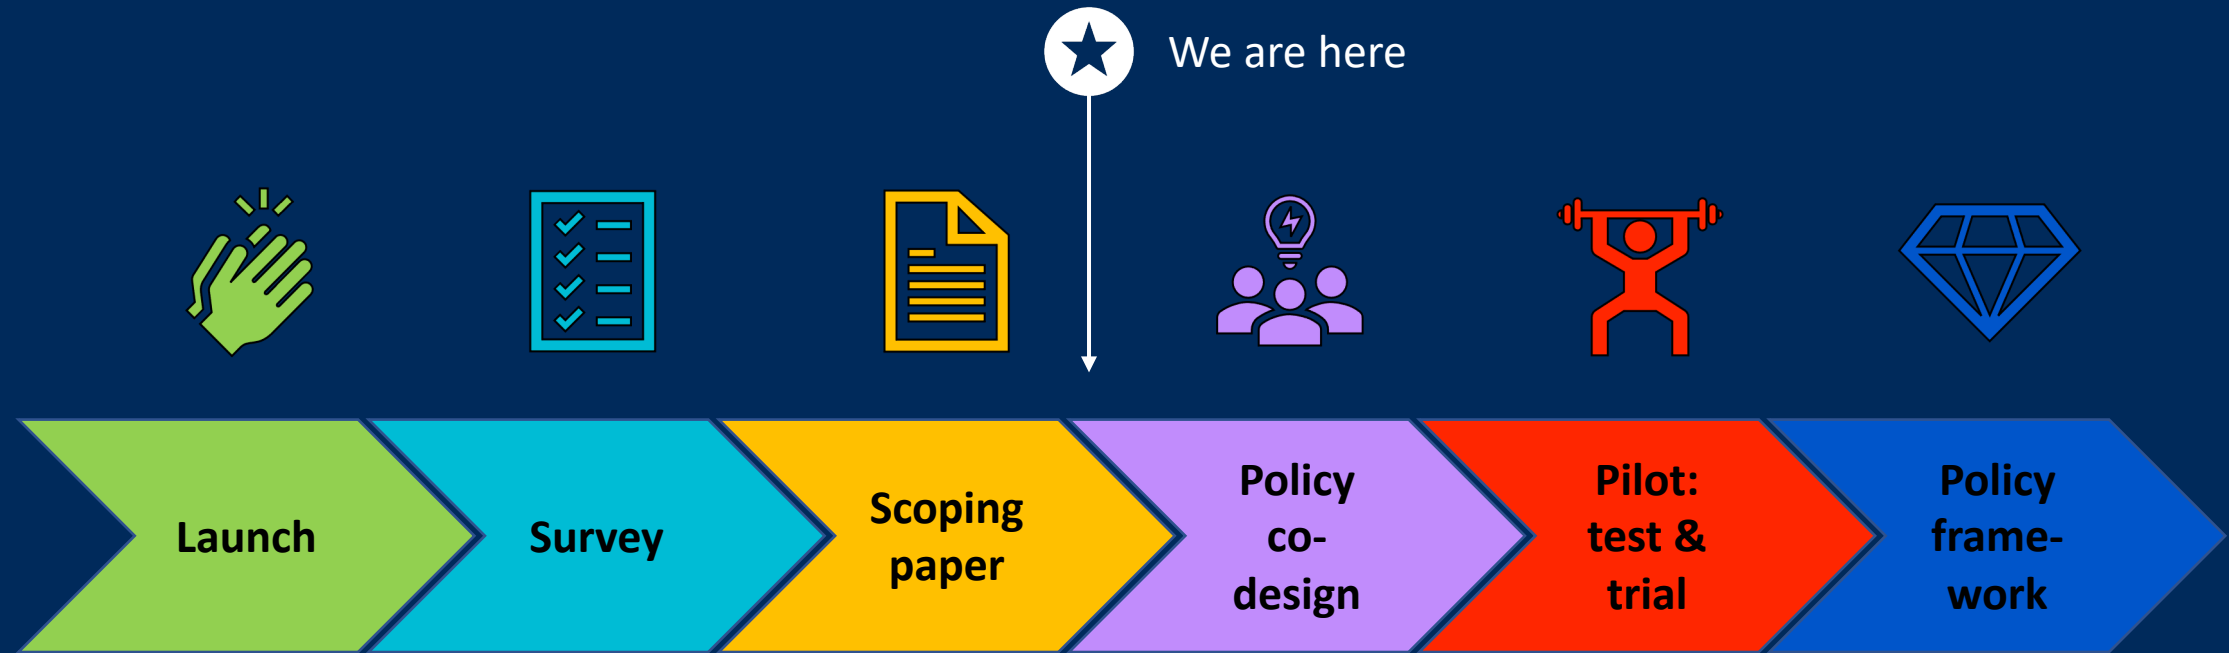 We are here
Launch
Survey
Scoping
paper
Policy
co-
design
Pilot:
test &
trial
Policy
frame-
work